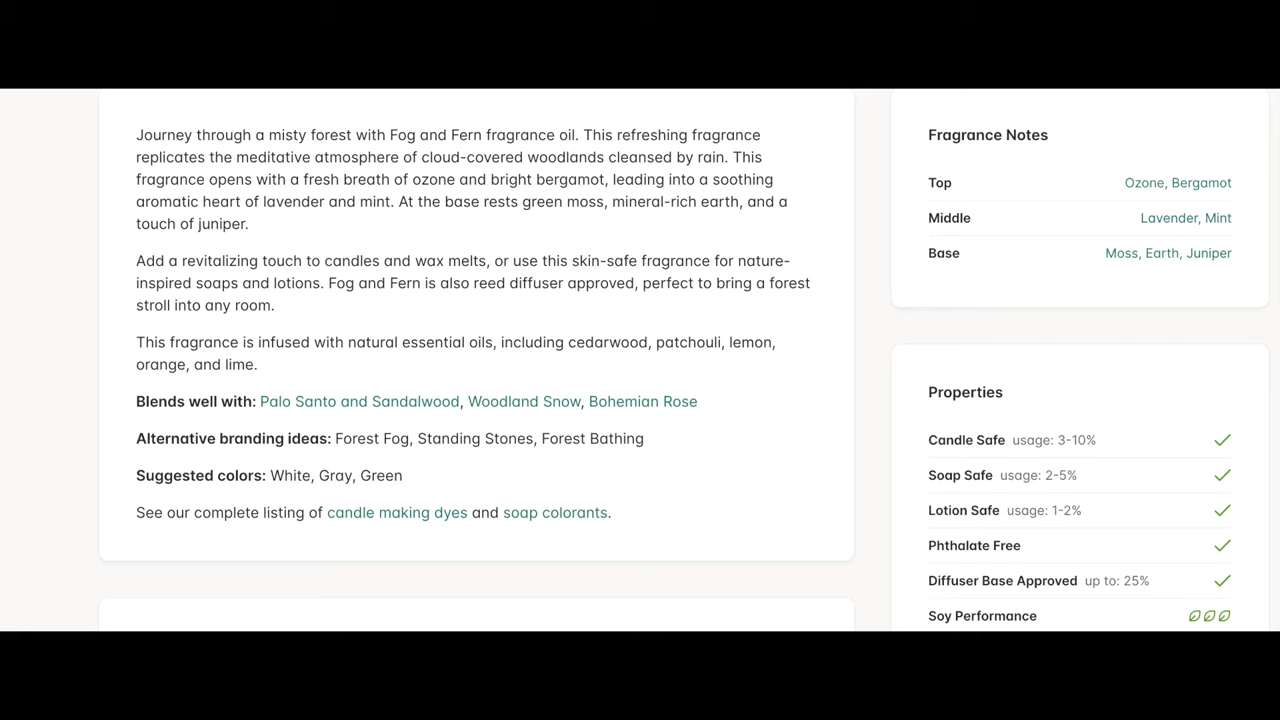 Journey through a misty forest with Fog and Fern fragrance oil. This refreshing fragrance
replicates the meditative atmosphere of cloud-covered woodlands cleansed by rain. This
fragrance opens with a fresh breath of ozone and bright bergamot, leading into a soothing
aromatic heart of lavender and mint. At the base rests green moss, mineral-rich earth, and a
touch of juniper.
Add a revitalizing touch to candles and wax melts, or use this skin-safe fragrance for nature-
inspired soaps and lotions. Fog and Fern is also reed diffuser approved, perfect to bring a forest
stroll into any room.
This fragrance is infused with natural essential oils, including cedarwood, patchouli, lemon,
orange, and lime.
Blends well with: Palo Santo and Sandalwood, Woodland Snow, Bohemian Rose
Alternative branding ideas: Forest Fog, Standing Stones, Forest Bathing
Suggested colors: White, Gray, Green
See our complete listing of candle making dyes and soap colorants.
Fragrance Notes
Top Ozone, Bergamot
Middle Lavender, Mint
Base Moss, Earth, Juniper
Properties
Candle Safe usage: 3-10%
Soap Safe usage: 2-5%
Lotion Safe usage: 1-2%
Phthalate Free
Diffuser Base Approved up to: 25%
Soy Performance